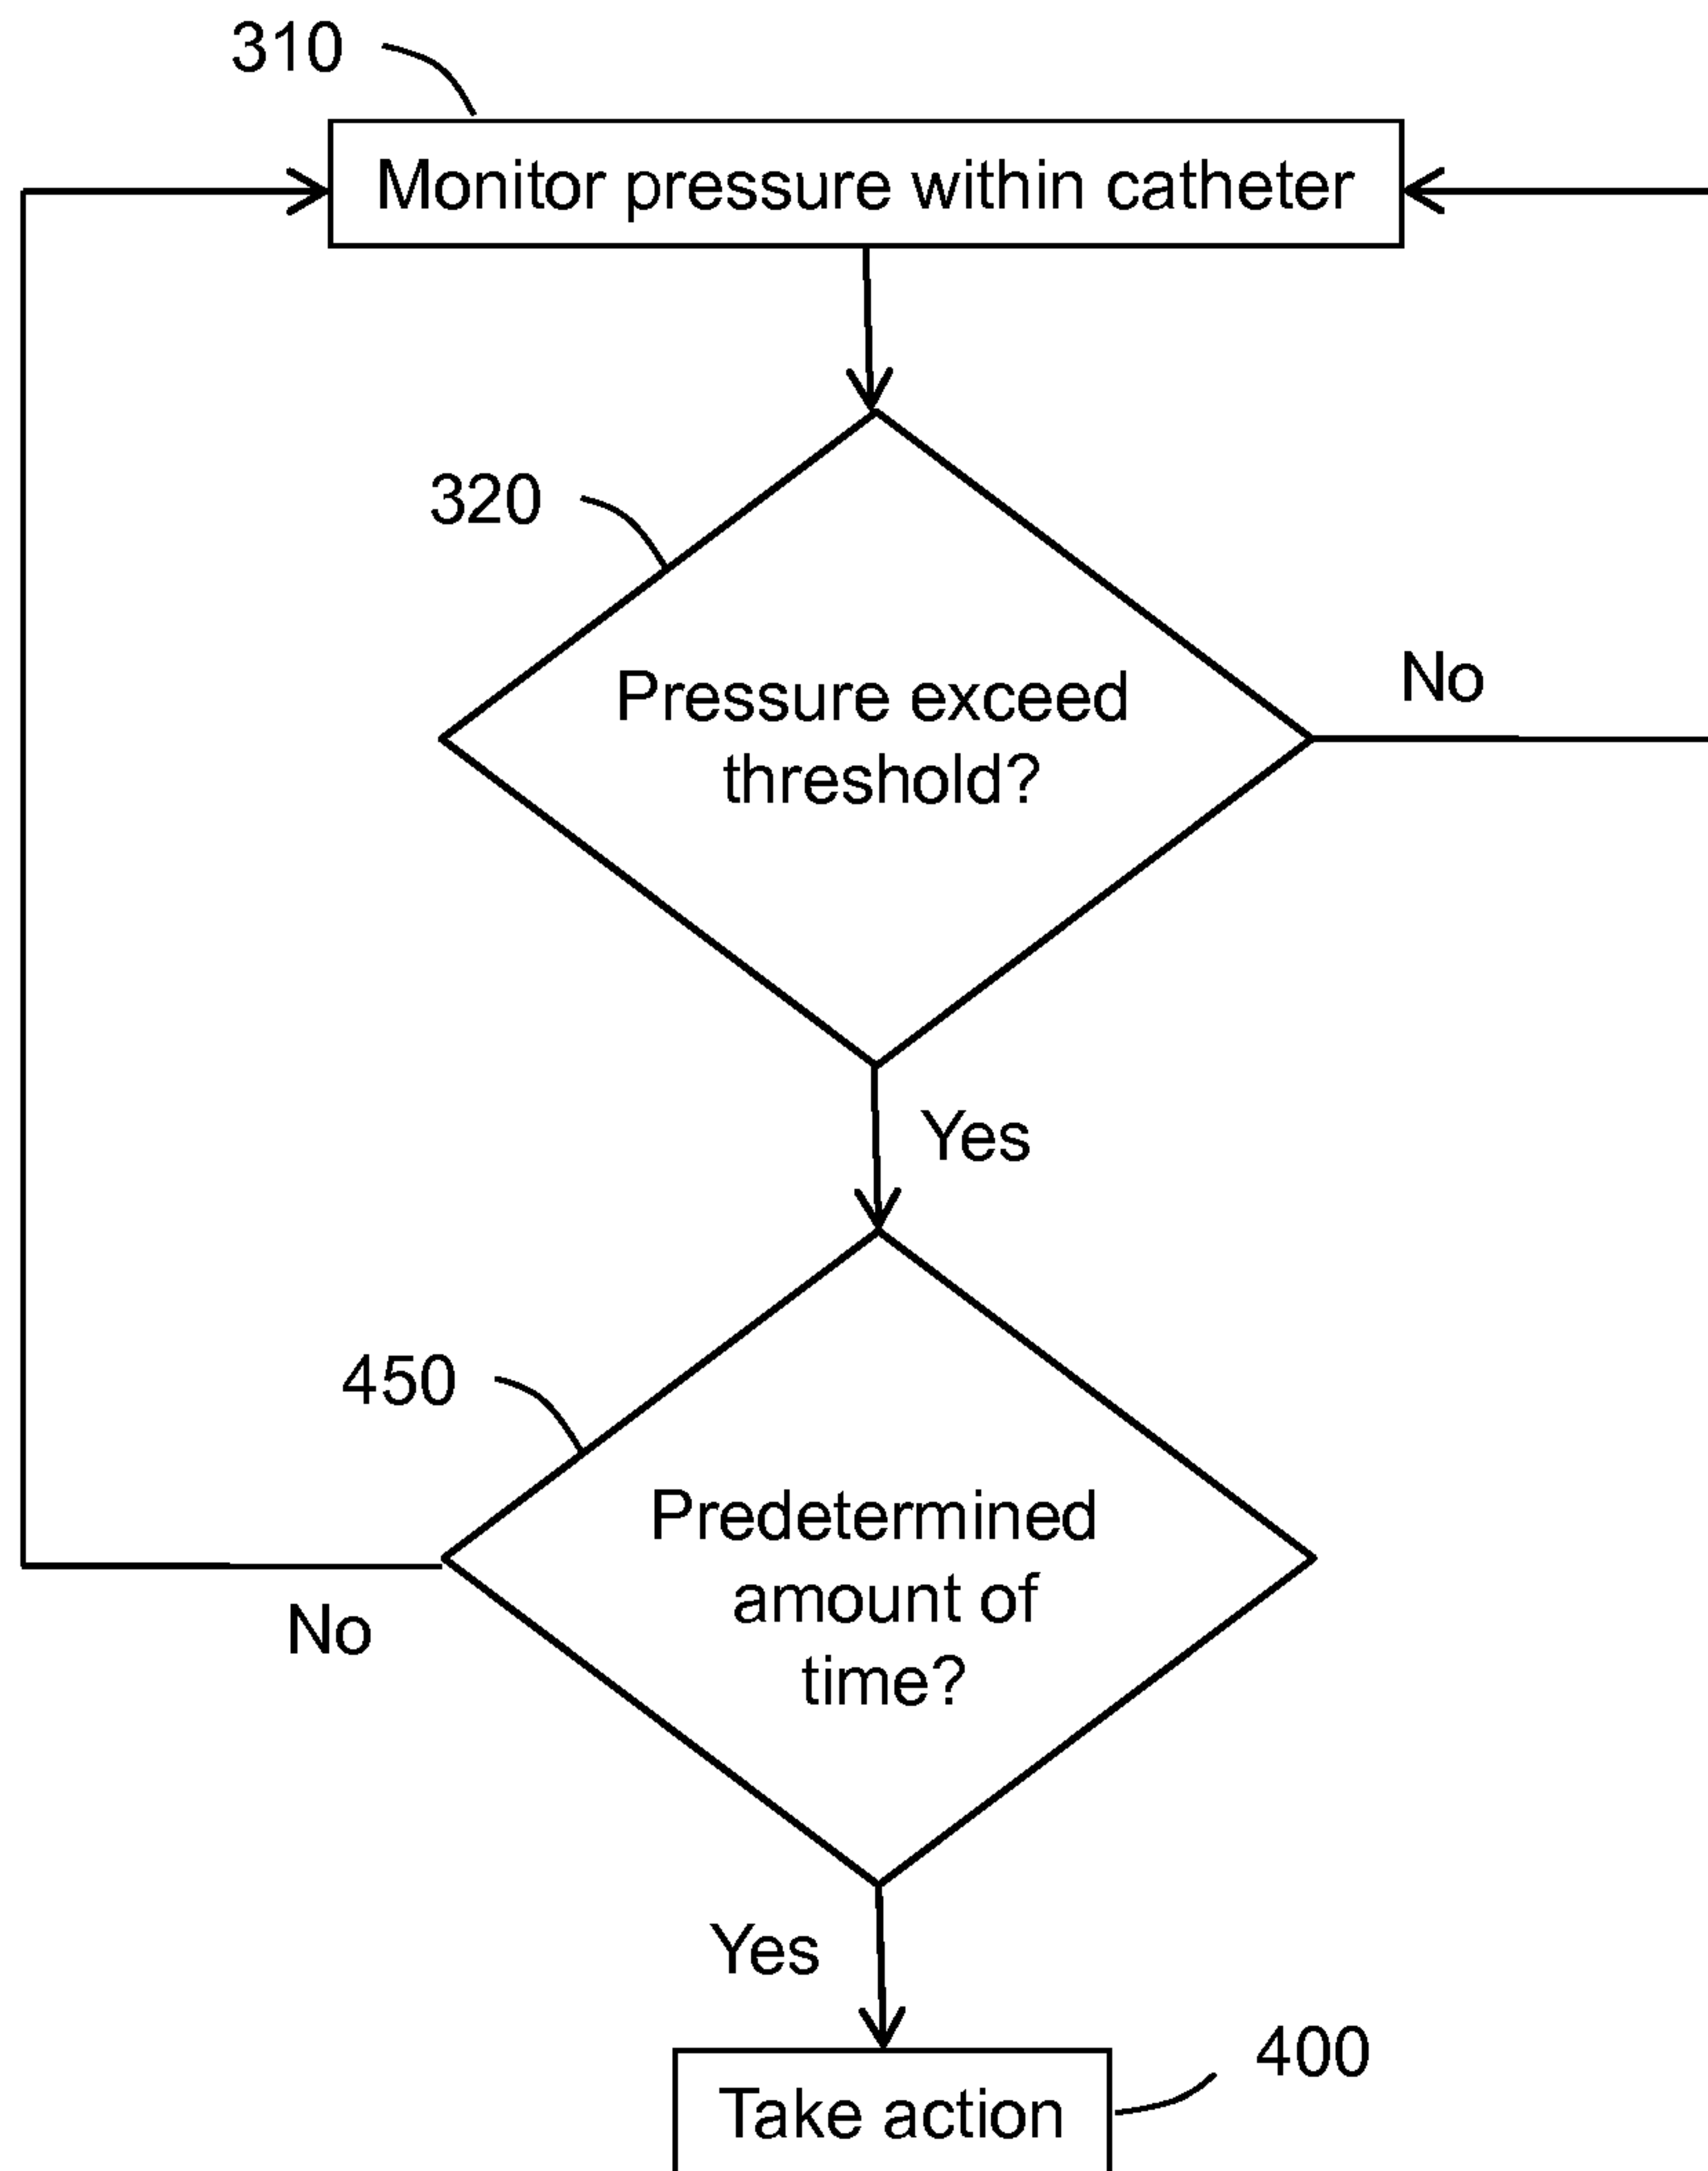 310
Monitor pressure within catheter
320
Pressure exceed
threshold?
No
Yes
450
Predetermined
amount of
time?
No
Yes
400
Take action